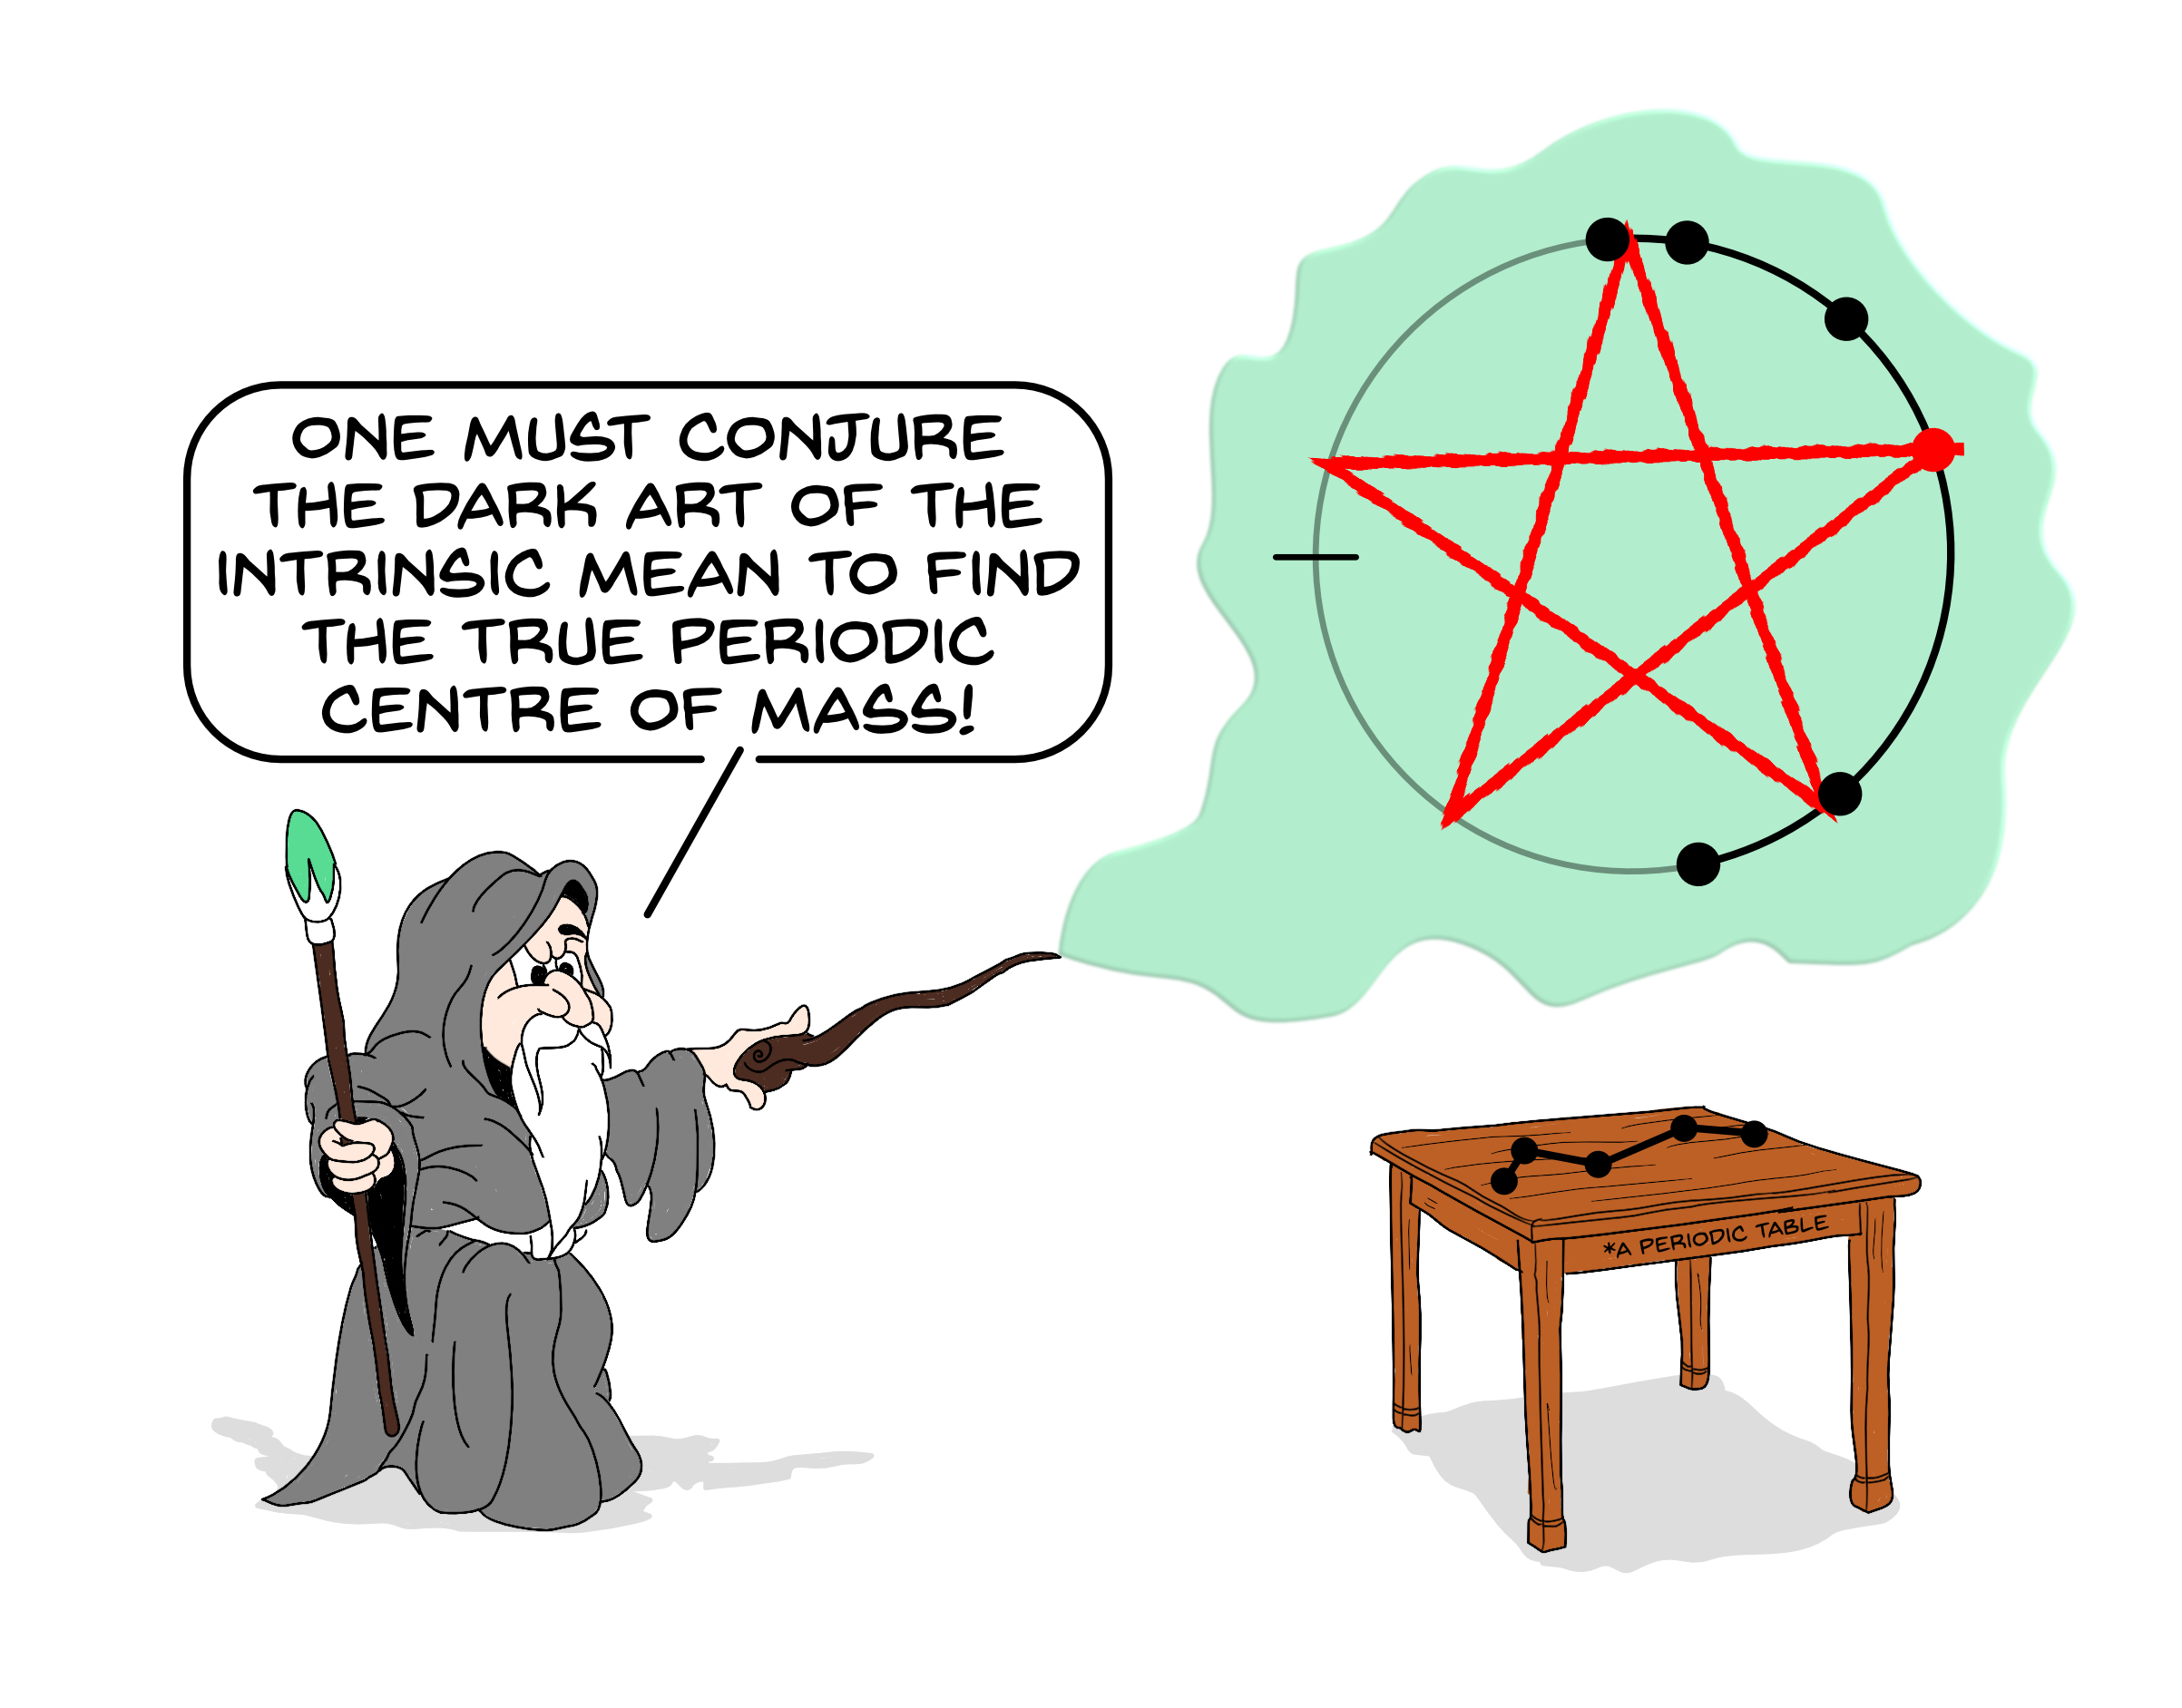 ONE MUST CONJURE
THE DARK ART OF THE
INTRINSIC MEAN TO FIND
THE TRUE PERIODIC
CENTRE OF MASS!
*A PERIODIC TABLE